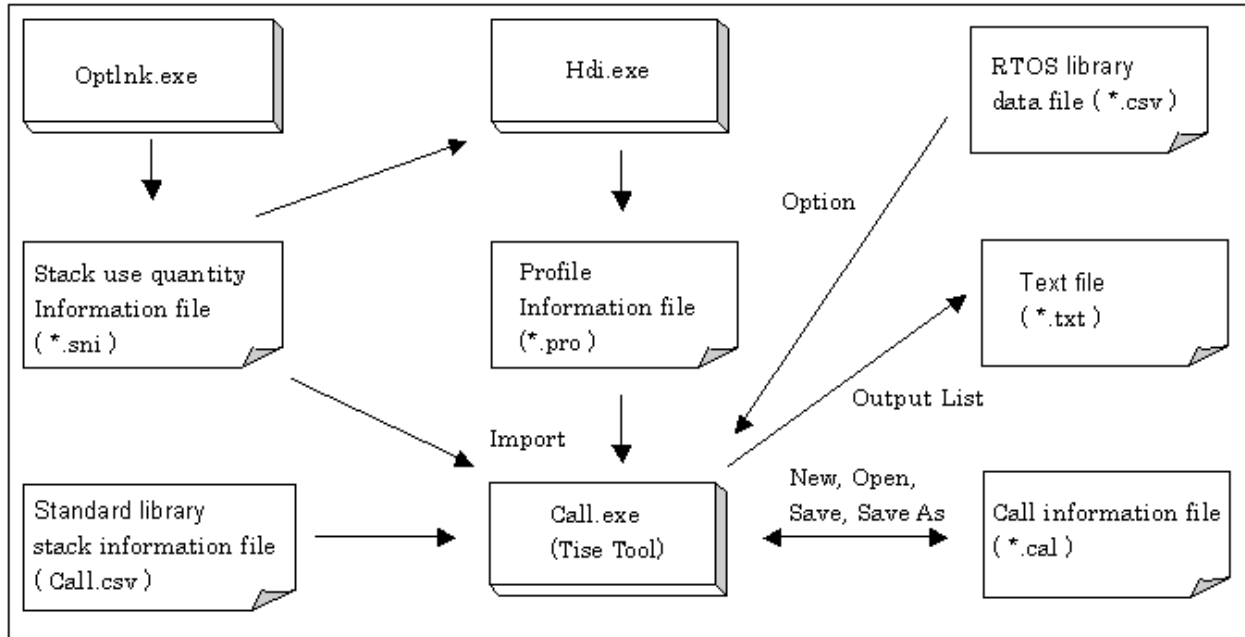 Optlnk.exe
Hdi.exe
RTOS library
data file ( *.csv )
Option
Stack use quantity
Information file
( *.sni )
Profile
Information file
(*.pro )
Text file
( *.txt )
Output List
Import
Standard library
stack information file
( Call.csv )
Call.exe
(Tise Tool)
New, Open,
Save, Save As
Call information file
( *.cal )